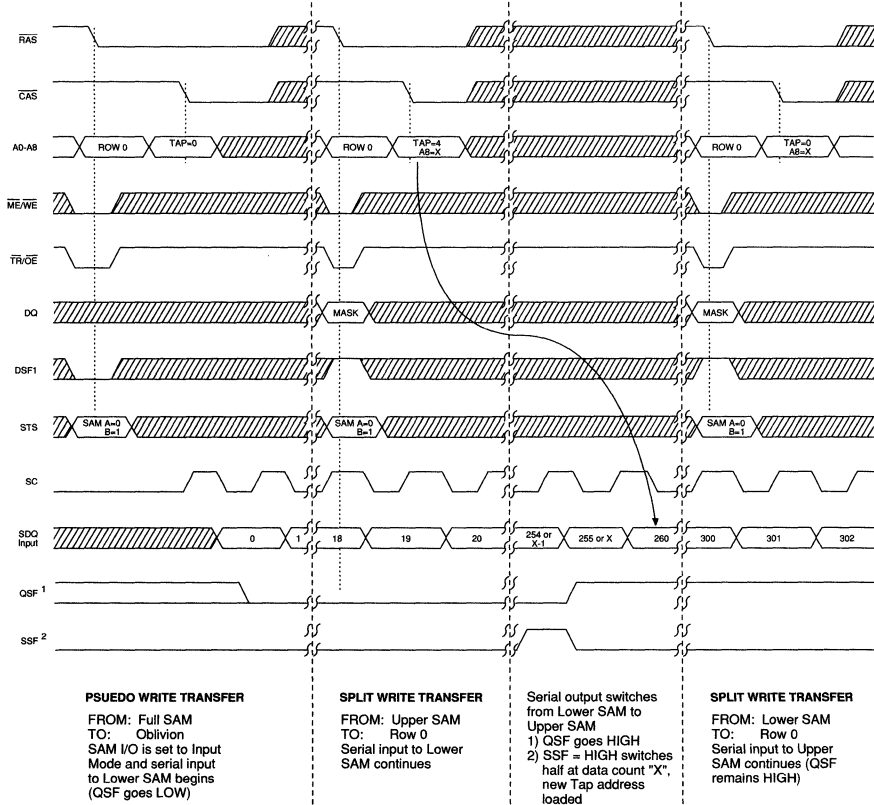 RAS
CAS
A0-A8 ROW 0 TAP=0 ROW 0 TAP=4 A8=X ROW 0 TAP=0 A8=X
ME/WE
TR/OE
DQ MASK MASK
DSF1
STS SAM A=0 B=1 SAM A=0 B=1 SAM A=0 B=1
SC
SDQ Input 0 1 18 19 20 254 or X-1 255 or X 260 300 301 302
QSF 1
SSF 2
PSUEDO WRITE TRANSFER
FROM: Full SAM
TO: Oblivion
SAM I/O is set to Input
Mode and serial input
to Lower SAM begins
(QSF goes LOW)
SPLIT WRITE TRANSFER
FROM: Upper SAM
TO: Row 0
Serial input to Lower
SAM continues
Serial output switches
from Lower SAM to
Upper SAM
1) QSF goes HIGH
2) SSF = HIGH switches
half at data count "X",
new Tap address
loaded
SPLIT WRITE TRANSFER
FROM: Lower SAM
TO: Row 0
Serial input to Upper
SAM continues (QSF
remains HIGH)